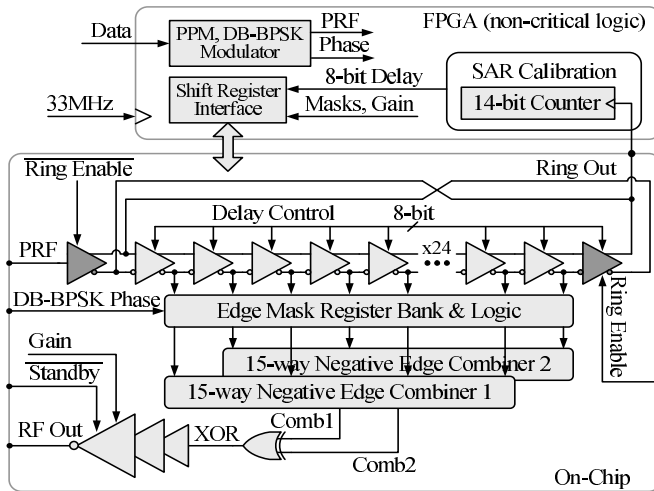 FPGA (non-critical logic)
Data
PPM, DB-BPSK
Modulator
PRF
Phase
8-bit Delay
SAR Calibration
14-bit Counter
33MHz
Shift Register
Interface
Masks, Gain
Ring Enable
Ring Out
Delay Control
8-bit
PRF
x24
DB-BPSK Phase
Edge Mask Register Bank & Logic
Ring Enable
Gain
15-way Negative Edge Combiner 2
Standby
15-way Negative Edge Combiner 1
Comb1
RF Out
XOR
Comb2
On-Chip